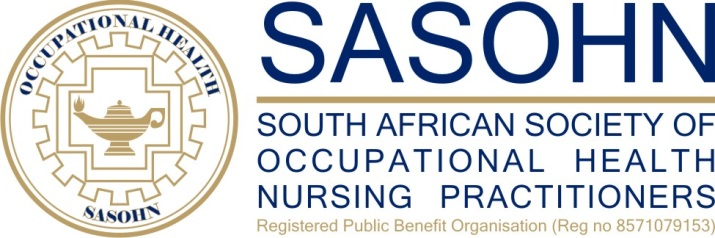 OCCUPATIONAL HEALTH
SASOHN
SASOHN
SOUTH AFRICAN SOCIETY OF
OCCUPATIONAL HEALTH
NURSING PRACTITIONERS
Registered Public Benefit Organisation (Reg no 8571079153)